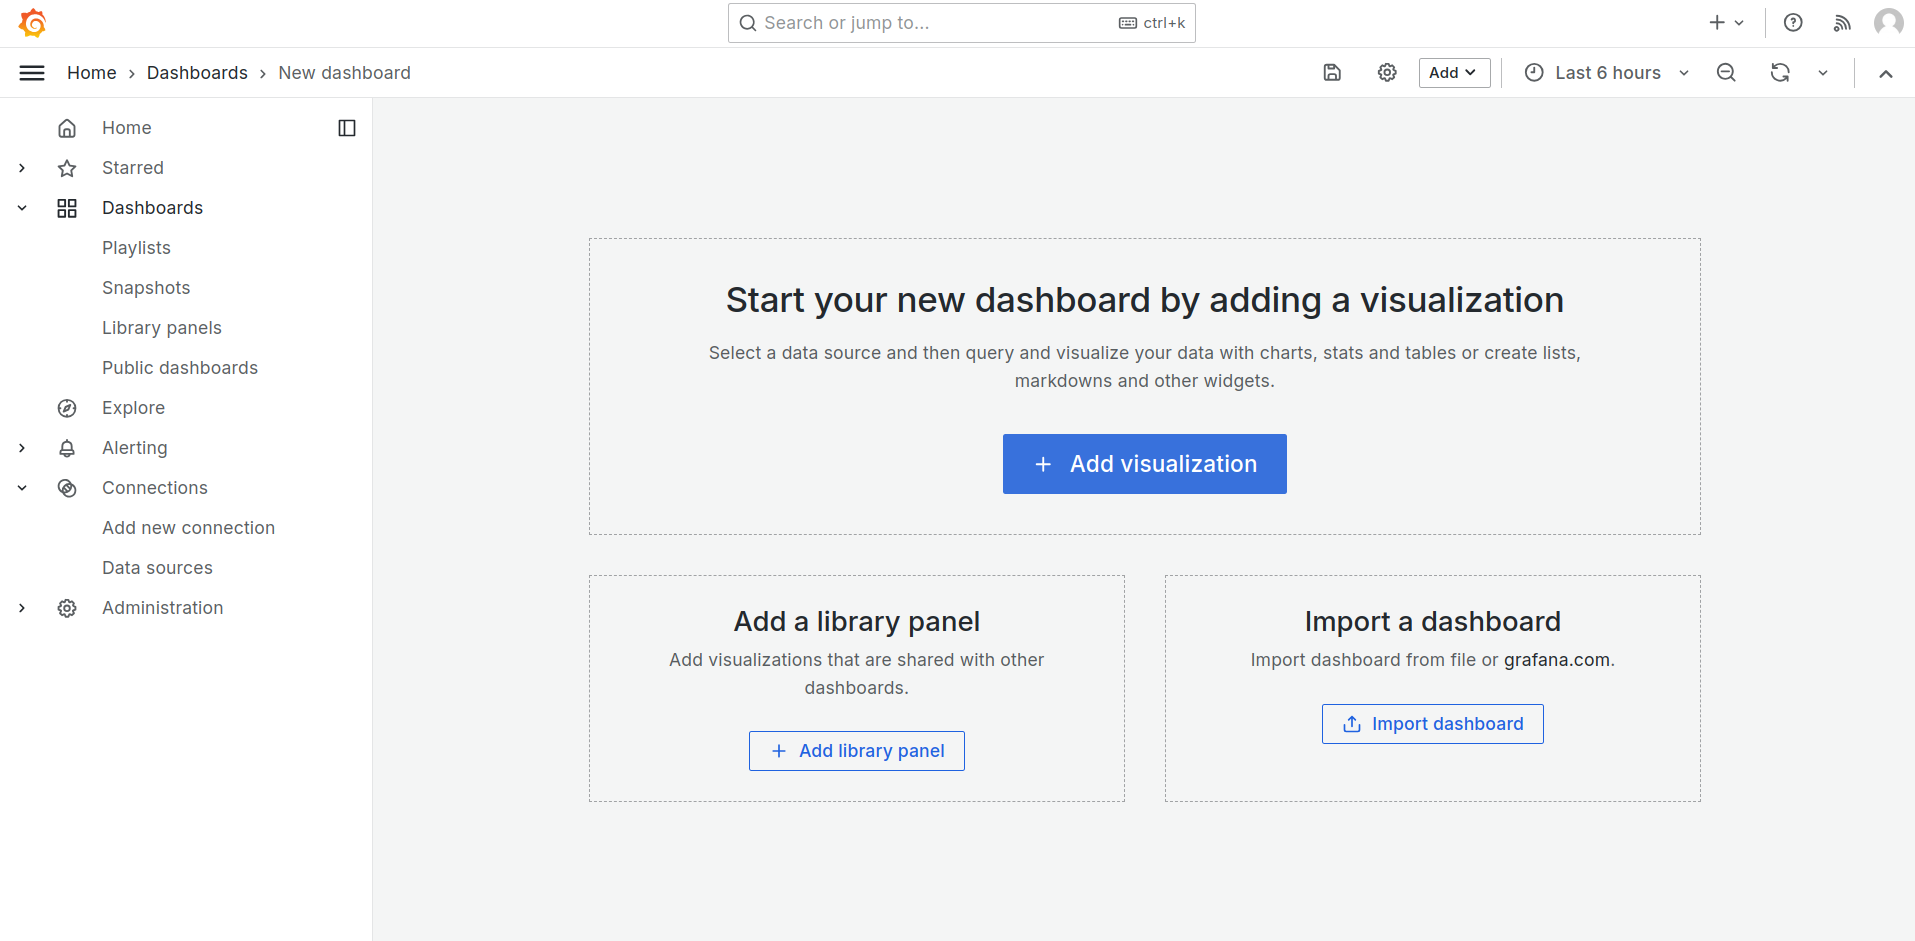 Search or jump to...
ctrl+k
Home
Dashboards
New dashboard
Add
Last 6 hours
Home
Starred
Dashboards
Playlists
Snapshots
Library panels
Public dashboards
Explore
Alerting
Connections
Add new connection
Data sources
Administration
Start your new dashboard by adding a visualization
Select a data source and then query and visualize your data with charts, stats and tables or create lists,
markdowns and other widgets.
Add visualization
Add a library panel
Add visualizations that are shared with other
dashboards.
Add library panel
Import a dashboard
Import dashboard from file or grafana.com.
Import dashboard